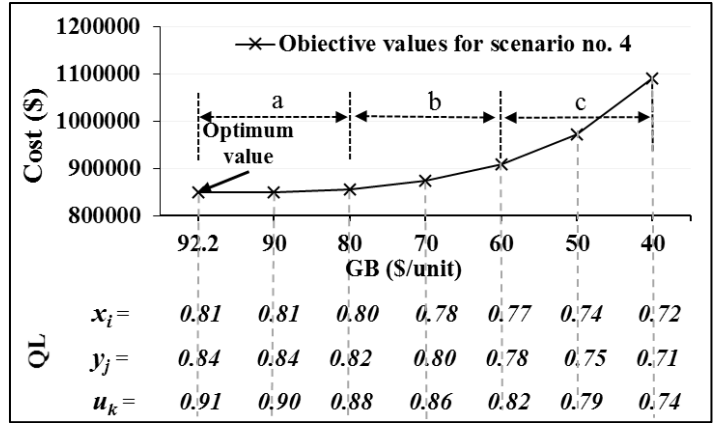 1200000
Obiective values for scenario no. 4
1100000
1000000
900000
800000
Cost ($)
a
b
c
Optimum
value
92.2 90 80 70 60 50 40
GB ($/unit)
QL
x_i = 0.81 0.81 0.80 0.78 0.77 0.74 0.72
y_j = 0.84 0.84 0.82 0.80 0.78 0.75 0.71
u_k = 0.91 0.90 0.88 0.86 0.82 0.79 0.74